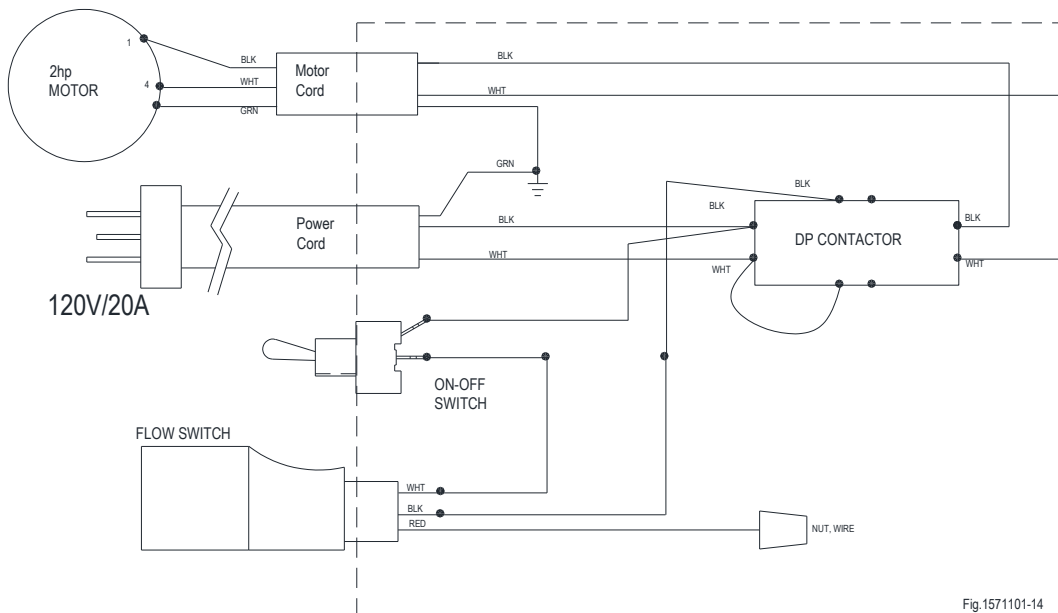 1
BLK
BLK
2hp
MOTOR
Motor
Cord
4
WHT
WHT
GRN
GRN
BLK
BLK
BLK
BLK
Power
Cord
DP CONTACTOR
WHT
WHT
WHT
120V/20A
ON-OFF
SWITCH
FLOW SWITCH
WHT
BLK
RED
NUT, WIRE
Fig.1571101-14